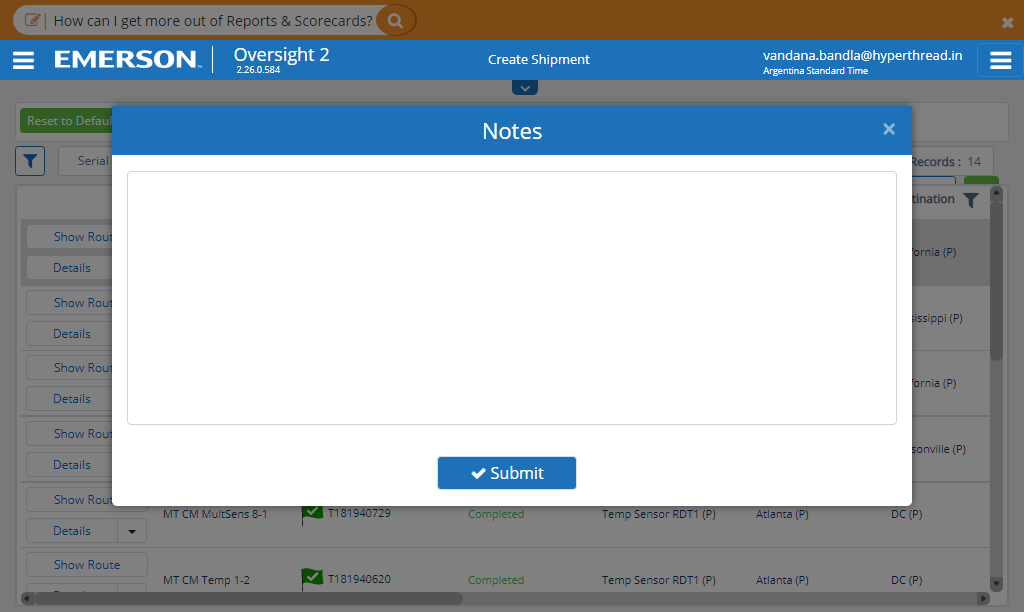 How can I get more out of Reports & Scorecards?
EMERSON™ Oversight 2 Create Shipment vandana.bandla@hyperthread.in
2.26.0.584 Argentina Standard Time
Reset to Defaul
Notes ×
Serial Records : 14
tination
Show Rout
fornia (P)
Details
Show Rout
sissippi (P)
Details
Show Rout
fornia (P)
Details
Show Rout
sonville (P)
Details
Submit
Show Rout
MT CM MultSens 8-1 T181940729 Completed Temp Sensor RDT1 (P) Atlanta (P) DC (P)
Details
Show Route
MT CM Temp 1-2 T181940620 Completed Temp Sensor RDT1 (P) Atlanta (P) DC (P)